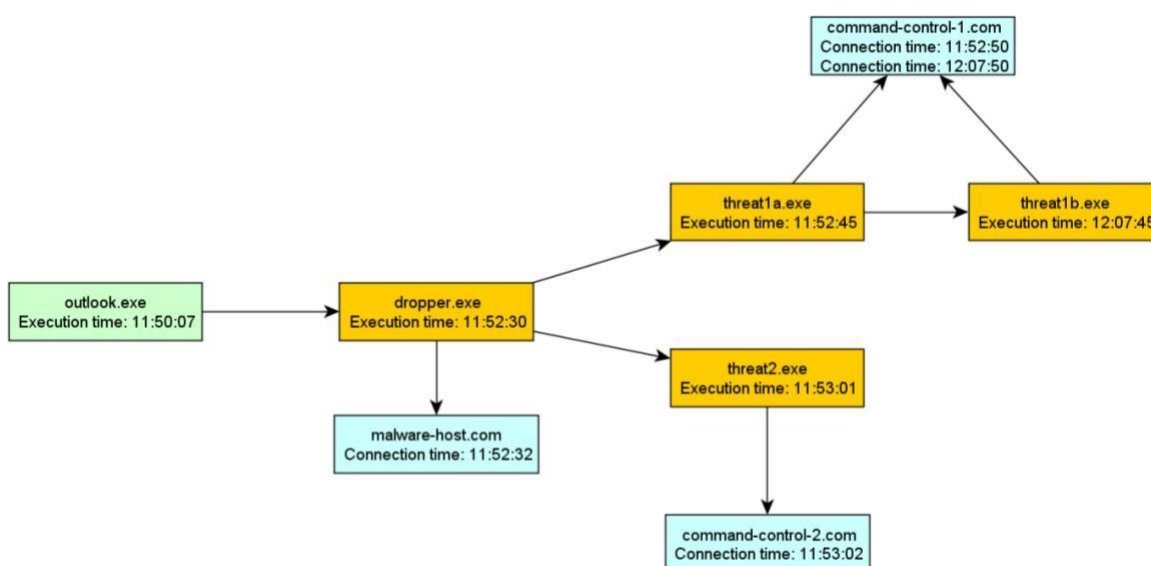 command-control-1.com
Connection time: 11:52:50
Connection time: 12:07:50
threat1a.exe
Execution time: 11:52:45
threat1b.exe
Execution time: 12:07:45
outlook.exe
Execution time: 11:50:07
dropper.exe
Execution time: 11:52:30
threat2.exe
Execution time: 11:53:01
malware-host.com
Connection time: 11:52:32
command-control-2.com
Connection time: 11:53:02